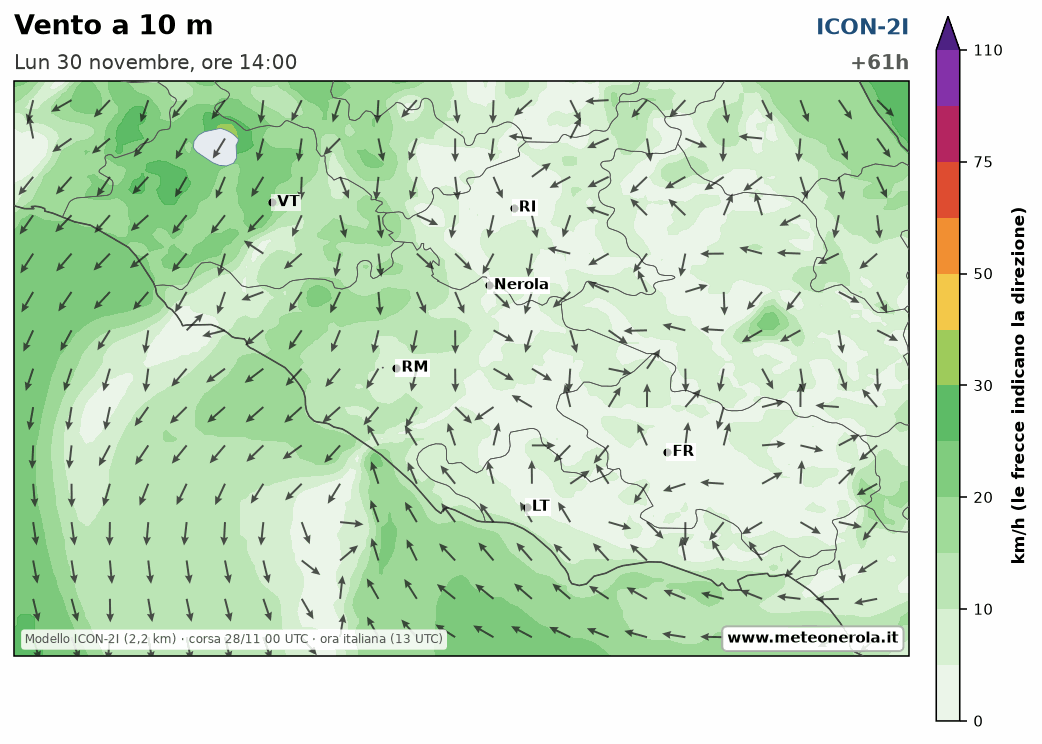 Vento a 10 m
ICON-2I
Lun 30 novembre, ore 14:00
+61h
VT
RI
Nerola
RM
FR
LT
Modello ICON-2I (2,2 km) · corsa 28/11 00 UTC · ora italiana (13 UTC)
www.meteonerola.it
110
75
50
30
20
10
0
km/h (le frecce indicano la direzione)